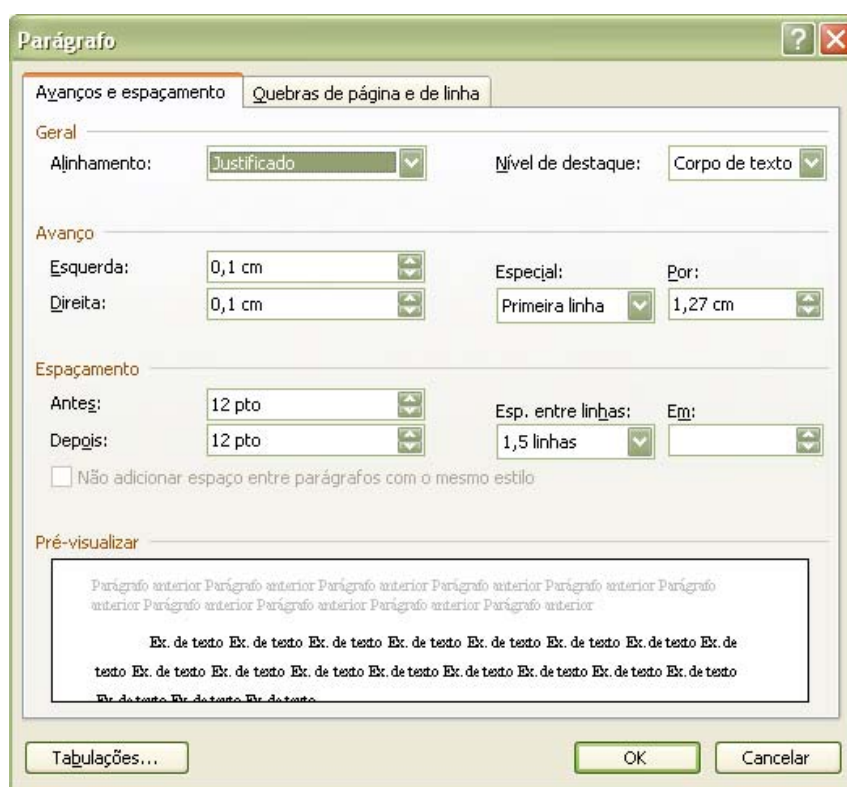 Parágrafo
Avanços e espaçamento Quebras de página e de linha
Geral
Alinhamento: Justificado Nível de destaque: Corpo de texto
Avanço
Esquerda: 0,1 cm Especial: Por:
Direita: 0,1 cm Primeira linha 1,27 cm
Espaçamento
Antes: 12 pto Esp. entre linhas: Em:
Depois: 12 pto 1,5 linhas
Não adicionar espaço entre parágrafos com o mesmo estilo
Pré-visualizar
Parágrafo anterior Parágrafo anterior Parágrafo anterior Parágrafo anterior Parágrafo anterior Parágrafo
anterior Parágrafo anterior Parágrafo anterior Parágrafo anterior Parágrafo anterior
Ex. de texto Ex. de texto Ex. de texto Ex. de texto Ex. de texto Ex. de texto Ex. de texto Ex. de
texto Ex. de texto Ex. de texto Ex. de texto Ex. de texto Ex. de texto Ex. de texto Ex. de texto
Ex. de texto Ex. de texto Ex. de texto
Tabulações... OK Cancelar